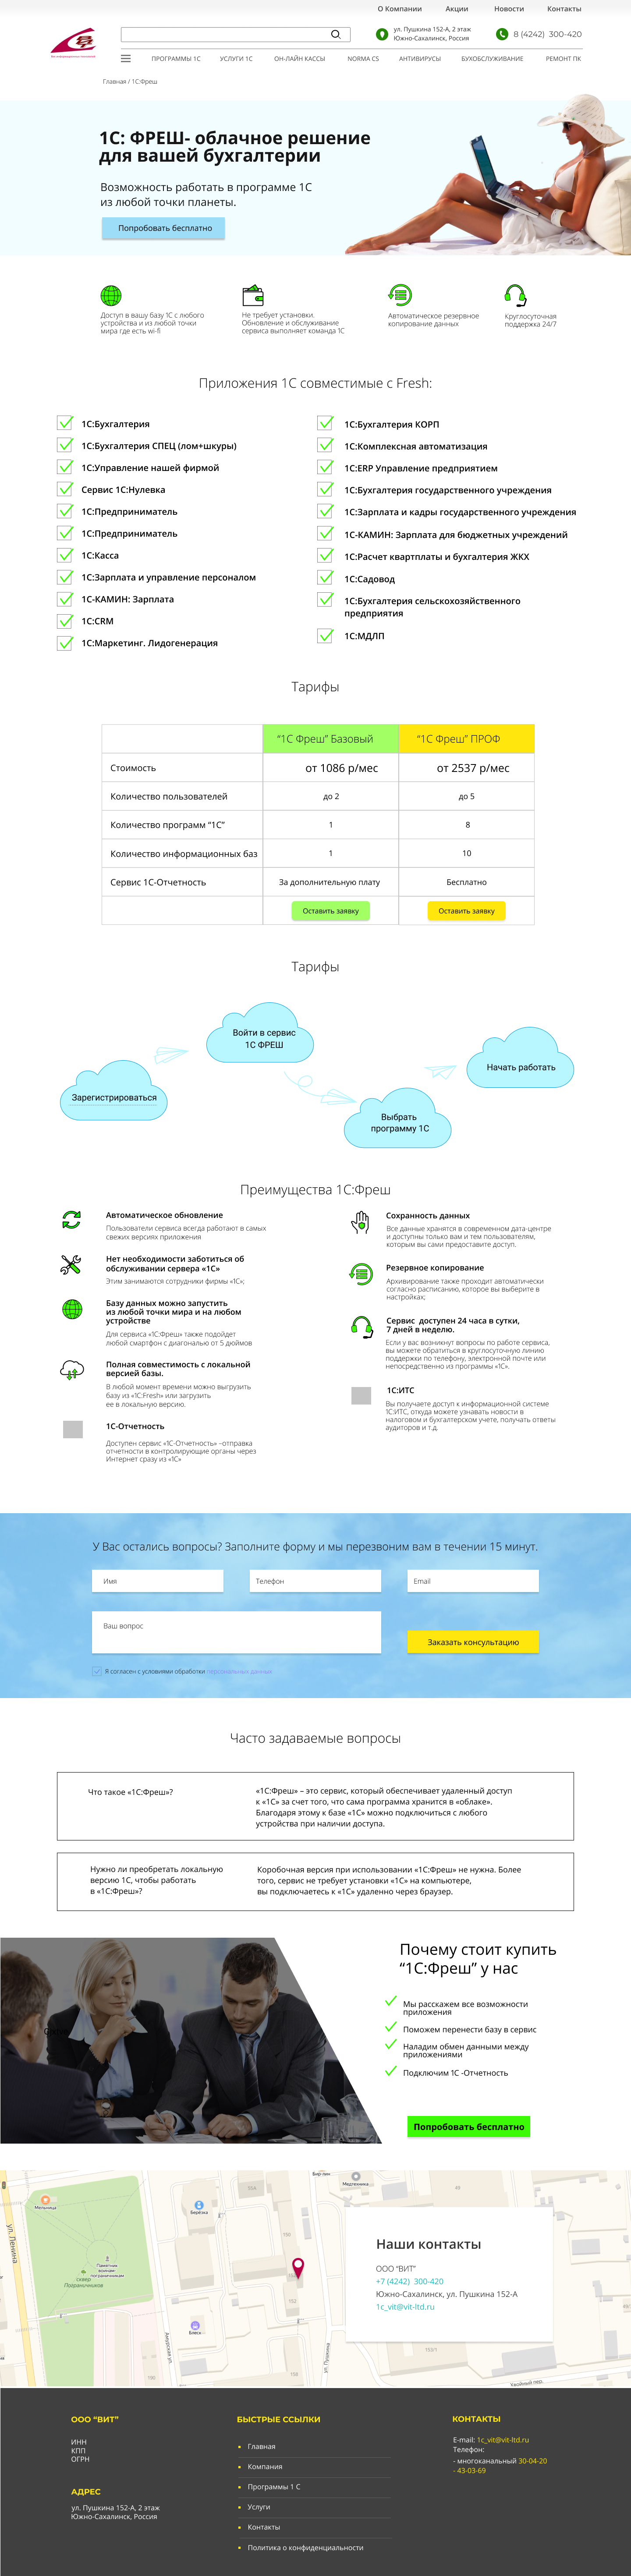 О Компании
Акции
Новости
Контакты
ул. Пушкина 152-А, 2 этаж
Южно-Сахалинск, Россия
8 (4242) 300-420
ПРОГРАММЫ 1С
УСЛУГИ 1С
ОН-ЛАЙН КАССЫ
NORMA CS
АНТИВИРУСЫ
БУХОБСЛУЖИВАНИЕ
РЕМОНТ ПК
Главная / 1С:Фреш
1С: ФРЕШ- облачное решение
для вашей бухгалтерии
Возможность работать в программе 1С
из любой точки планеты.
Попробовать бесплатно
Доступ в вашу базу 1С с любого
устройства и из любой точки
мира где есть wi-fi
Не требует установки.
Обновление и обслуживание
сервиса выполняет команда 1С
Автоматическое резервное
копирование данных
Круглосуточная
поддержка 24/7
Приложения 1С совместимые с Fresh:
1С:Бухгалтерия
1С:Бухгалтерия СПЕЦ (лом+шкуры)
1С:Управление нашей фирмой
Сервис 1С:Нулевка
1С:Предприниматель
1С:Предприниматель
1С:Касса
1С:Зарплата и управление персоналом
1С-КАМИН: Зарплата
1С:CRM
1С:Маркетинг. Лидогенерация
1С:Бухгалтерия КОРП
1С:Комплексная автоматизация
1С:ERP Управление предприятием
1С:Бухгалтерия государственного учреждения
1С:Зарплата и кадры государственного учреждения
1С-КАМИН: Зарплата для бюджетных учреждений
1С:Расчет квартплаты и бухгалтерия ЖКХ
1С:Садовод
1С:Бухгалтерия сельскохозяйственного
предприятия
1С:МДЛП
Тарифы
“1С Фреш” Базовый
“1С Фреш” ПРОФ
Стоимость
от 1086 р/мес
от 2537 р/мес
Количество пользователей
до 2
до 5
Количество программ “1С”
1
8
Количество информационных баз
1
10
Сервис 1С-Отчетность
За дополнительную плату
Бесплатно
Оставить заявку
Оставить заявку
Тарифы
Зарегистрироваться
Войти в сервис
1С ФРЕШ
Выбрать
программу 1С
Начать работать
Преимущества 1С:Фреш
Автоматическое обновление
Пользователи сервиса всегда работают в самых
свежих версиях приложения
Нет необходимости заботиться об
обслуживании сервера «1С»
Этим занимаются сотрудники фирмы «1С»;
Базу данных можно запустить
из любой точки мира и на любом
устройстве
Для сервиса «1С:Фреш» также подойдет
любой смартфон с диагональю от 5 дюймов
Полная совместимость с локальной
версией базы.
В любой момент времени можно выгрузить
базу из «1С:Fresh» или загрузить
ее в локальную версию.
1С-Отчетность
Доступен сервис «1С-Отчетность» –отправка
отчетности в контролирующие органы через
Интернет сразу из «1С»
Сохранность данных
Все данные хранятся в современном дата-центре
и доступны только вам и тем пользователям,
которым вы сами предоставите доступ.
Резервное копирование
Архивирование также проходит автоматически
согласно расписанию, которое вы выберите в
настройках;
Сервис доступен 24 часа в сутки,
7 дней в неделю.
Если у вас возникнут вопросы по работе сервиса,
вы можете обратиться в круглосуточную линию
поддержки по телефону, электронной почте или
непосредственно из программы «1С».
1С:ИТС
Вы получаете доступ к информационной системе
1С:ИТС, откуда можете узнавать новости в
налоговом и бухгалтерском учете, получать ответы
аудиторов и т.д.
У Вас остались вопросы? Заполните форму и мы перезвоним вам в течении 15 минут.
Имя
Телефон
Email
Ваш вопрос
Заказать консультацию
Я согласен с условиями обработки персональных данных
Часто задаваемые вопросы
Что такое «1С:Фреш»?
«1С:Фреш» – это сервис, который обеспечивает удаленный доступ
к «1С» за счет того, что сама программа хранится в «облаке».
Благодаря этому к базе «1С» можно подключиться с любого
устройства при наличии доступа.
Нужно ли преобретать локальную
версию 1С, чтобы работать
в «1С:Фреш»?
Коробочная версия при использовании «1С:Фреш» не нужна. Более
того, сервис не требует установки «1С» на компьютере,
вы подключаетесь к «1С» удаленно через браузер.
Почему стоит купить
“1С:Фреш” у нас
Мы расскажем все возможности
приложения
Поможем перенести базу в сервис
Наладим обмен данными между
приложениями
Подключим 1С -Отчетность
Попробовать бесплатно
Мельница
ул. Ленина
Памятник
воинам-
пограничникам
сквер
Пограничников
Берёзка
Блеск
Амурская ул.
ул. Пушкина
Медтехника
Хвойный пер.
Наши контакты
ООО “ВИТ”
+7 (4242) 300-420
Южно-Сахалинск, ул. Пушкина 152-А
1c_vit@vit-ltd.ru
ООО “ВИТ”
ИНН
КПП
ОГРН
АДРЕС
ул. Пушкина 152-А, 2 этаж
Южно-Сахалинск, Россия
БЫСТРЫЕ ССЫЛКИ
Главная
Компания
Программы 1 С
Услуги
Контакты
Политика о конфиденциальности
КОНТАКТЫ
E-mail: 1c_vit@vit-ltd.ru
Телефон:
- многоканальный 30-04-20
- 43-03-69